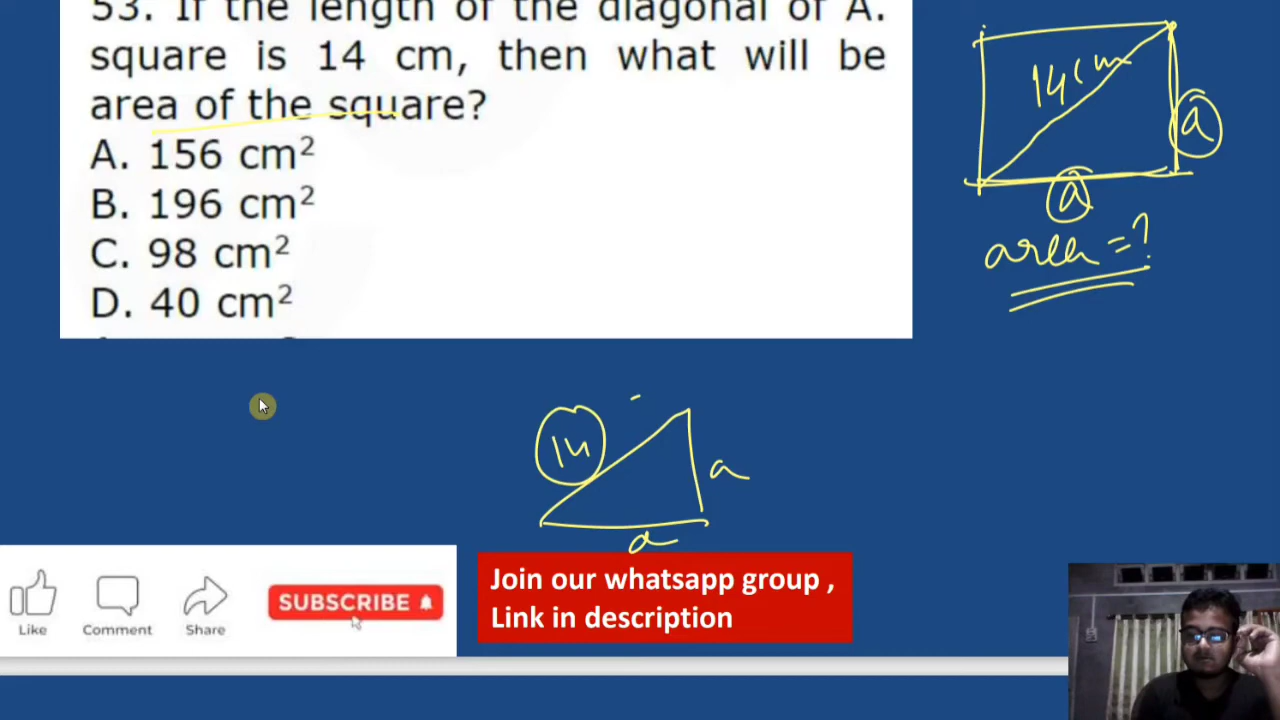 53. If the length of the diagonal of A.
square is 14 cm, then what will be
area of the square?
A. 156 cm²
B. 196 cm²
C. 98 cm²
D. 40 cm²
14cm
a
a
area = ?
14
a
a
Like
Comment
Share
SUBSCRIBE
Join our whatsapp group ,
Link in description